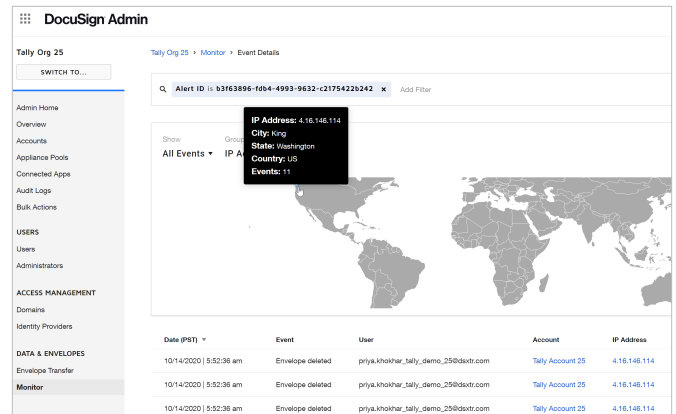 DocuSign Admin
Tally Org 25
SWITCH TO...
Admin Home
Overview
Accounts
Appliance Pools
Connected Apps
Audit Logs
Bulk Actions
USERS
Users
Administrators
ACCESS MANAGEMENT
Domains
Identity Providers
DATA & ENVELOPES
Envelope Transfer
Monitor
Tally Org 25 › Monitor › Event Details
Alert ID is b3f63896-fdb4-4993-9632-c2175422b242 × Add Filter
IP Address: 4.16.146.114
City: King
State: Washington
Country: US
Events: 11
Show Group
All Events ▾ IP Ad
Date (PST) ▼ Event User Account IP Address
10/14/2020 | 5:52:36 am Envelope deleted priya.khokhar_tally_demo_25@dsxtr.com Tally Account 25 4.16.146.114
10/14/2020 | 5:52:36 am Envelope deleted priya.khokhar_tally_demo_25@dsxtr.com Tally Account 25 4.16.146.114
10/14/2020 | 5:52:36 am Envelope deleted priya.khokhar_tally_demo_25@dsxtr.com Tally Account 25 4.16.146.114